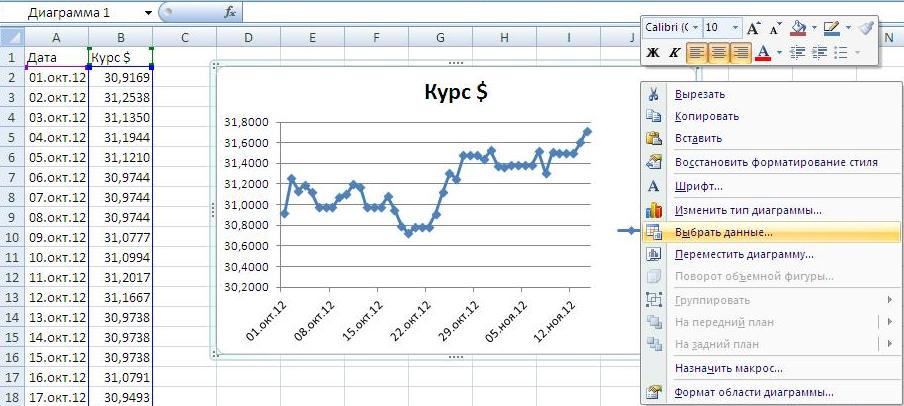 Диаграмма 1 fx
A B C D E F G H I J N
1 Дата Курс $
2 01.окт.12 30,9169
3 02.окт.12 31,2538
4 03.окт.12 31,1350
5 04.окт.12 31,1944
6 05.окт.12 31,1210
7 06.окт.12 30,9744
8 07.окт.12 30,9744
9 08.окт.12 30,9744
10 09.окт.12 31,0777
11 10.окт.12 31,0994
12 11.окт.12 31,2017
13 12.окт.12 31,1667
14 13.окт.12 30,9738
15 14.окт.12 30,9738
16 15.окт.12 30,9738
17 16.окт.12 31,0791
18 17.окт.12 30,9493
Курс $
31,8000
31,6000
31,4000
31,2000
31,0000
30,8000
30,6000
30,4000
30,2000
01.окт.12 08.окт.12 15.окт.12 22.окт.12 29.окт.12 05.ноя.12 12.ноя.12
Calibri (С 10 A A
Ж К A
Вырезать
Копировать
Вставить
Восстановить форматирование стиля
A Шрифт...
Изменить тип диаграммы...
Выбрать данные...
Переместить диаграмму...
Поворот объемной фигуры...
Группировать
На передний план
На задний план
Назначить макрос...
Формат области диаграммы...